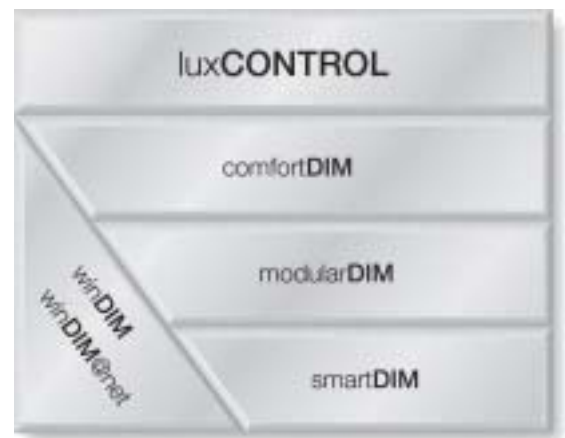 luxCONTROL
comfortDIM
modularDIM
winDIM
winDIM@net
smartDIM